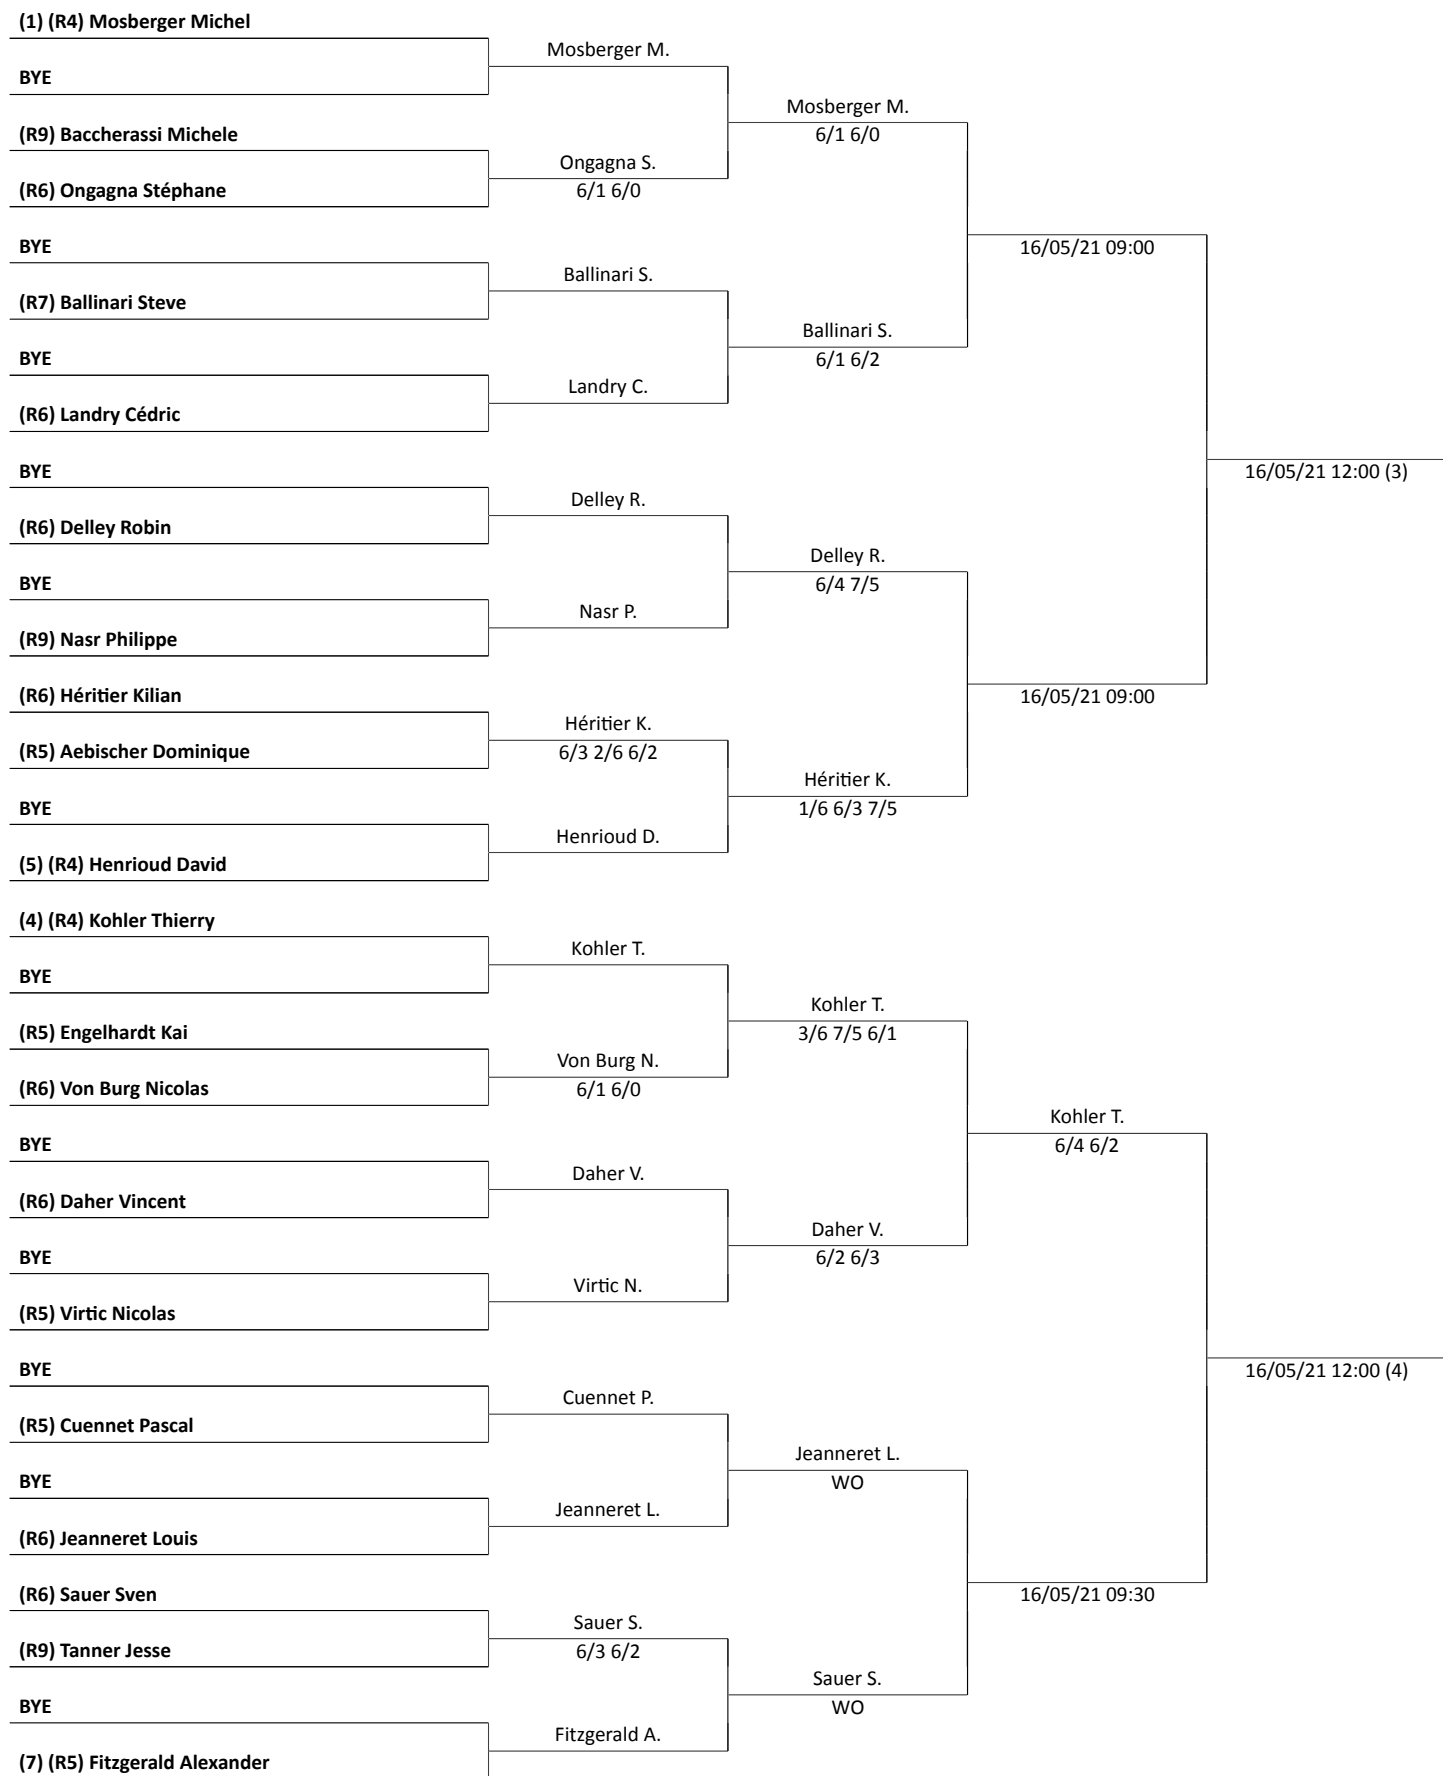 (1) (R4) Mosberger Michel
BYE
(R9) Baccherassi Michele
(R6) Ongagna Stéphane
BYE
(R7) Ballinari Steve
BYE
(R6) Landry Cédric
BYE
(R6) Delley Robin
BYE
(R9) Nasr Philippe
(R6) Héritier Kilian
(R5) Aebischer Dominique
BYE
(5) (R4) Henrioud David
(4) (R4) Kohler Thierry
BYE
(R5) Engelhardt Kai
(R6) Von Burg Nicolas
BYE
(R6) Daher Vincent
BYE
(R5) Virtic Nicolas
BYE
(R5) Cuennet Pascal
BYE
(R6) Jeanneret Louis
(R6) Sauer Sven
(R9) Tanner Jesse
BYE
(7) (R5) Fitzgerald Alexander
Mosberger M.
Ongagna S.
6/1 6/0
Ballinari S.
Landry C.
Delley R.
Nasr P.
Héritier K.
6/3 2/6 6/2
Henrioud D.
Kohler T.
Von Burg N.
6/1 6/0
Daher V.
Virtic N.
Cuennet P.
Jeanneret L.
Sauer S.
6/3 6/2
Fitzgerald A.
Mosberger M.
6/1 6/0
Ballinari S.
6/1 6/2
Delley R.
6/4 7/5
Héritier K.
1/6 6/3 7/5
Kohler T.
3/6 7/5 6/1
Daher V.
6/2 6/3
Jeanneret L.
WO
Sauer S.
WO
16/05/21 09:00
16/05/21 09:00
Kohler T.
6/4 6/2
16/05/21 09:30
16/05/21 12:00 (3)
16/05/21 12:00 (4)